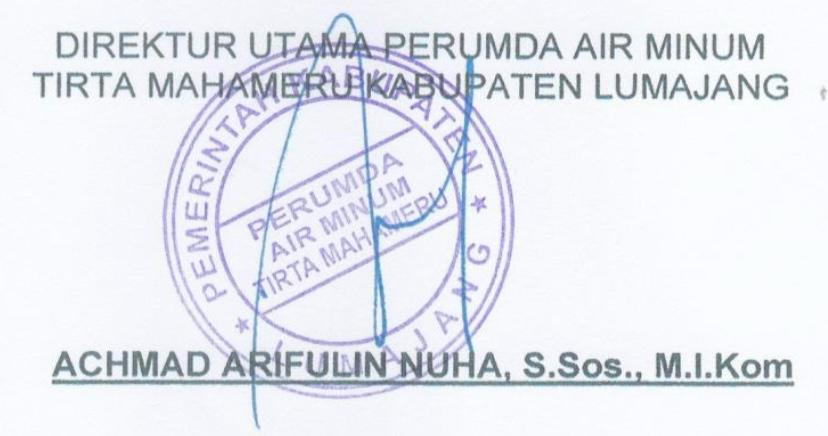 DIREKTUR UTAMA PERUMDA AIR MINUM
TIRTA MAHAMERU KABUPATEN LUMAJANG
PEMERINTAH KABUPATEN
PERUMDA
AIR MINUM
TIRTA MAHAMERU
* LUMAJANG *
ACHMAD ARIFULIN NUHA, S.Sos., M.I.Kom